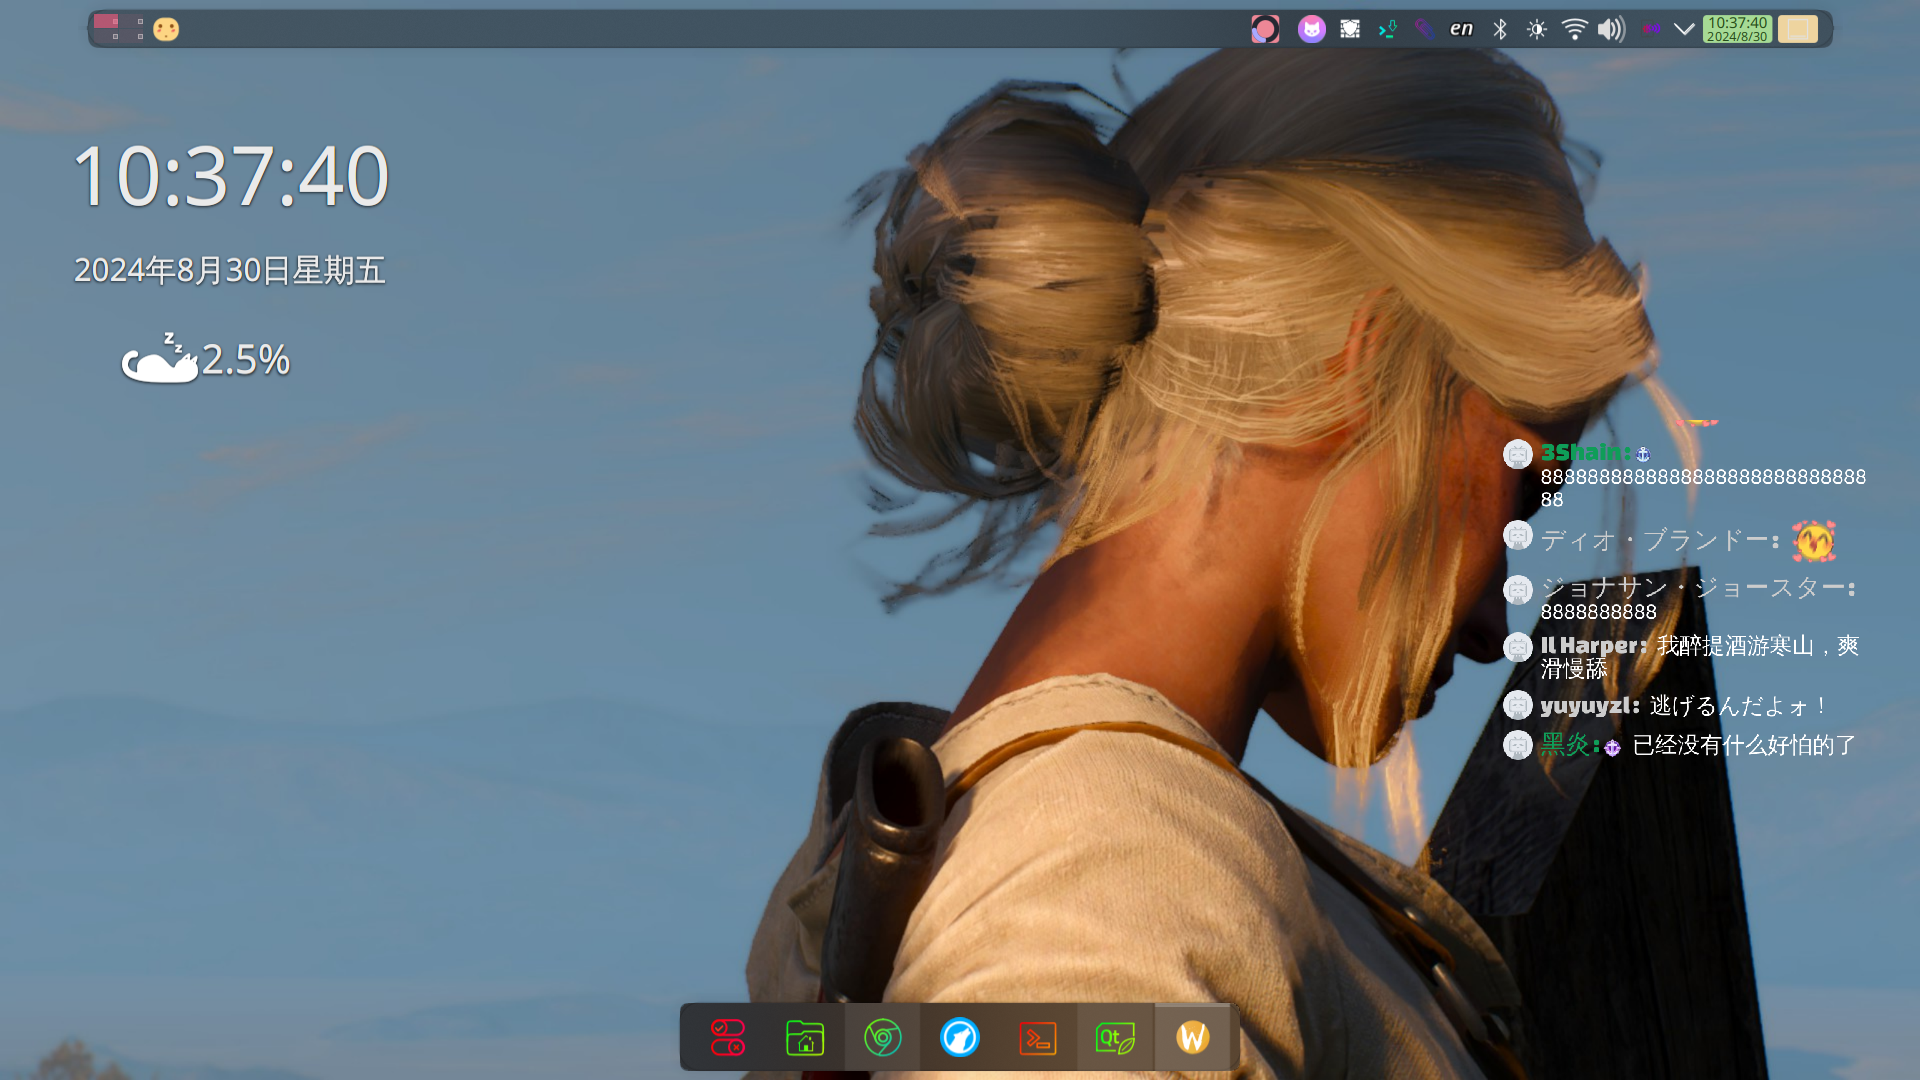 en
10:37:40
2024/8/30
10:37:40
2024年8月30日星期五
z
z
2.5%
3Shain:
8888888888888888888888888888
88
ディオ・ブランドー:
ジョナサン・ジョースター:
8888888888
Il Harper: 我醉提酒游寒山，爽
滑慢舔
yuyuyzl: 逃げるんだよォ！
黑炎: 已经没有什么好怕的了
Qt
W